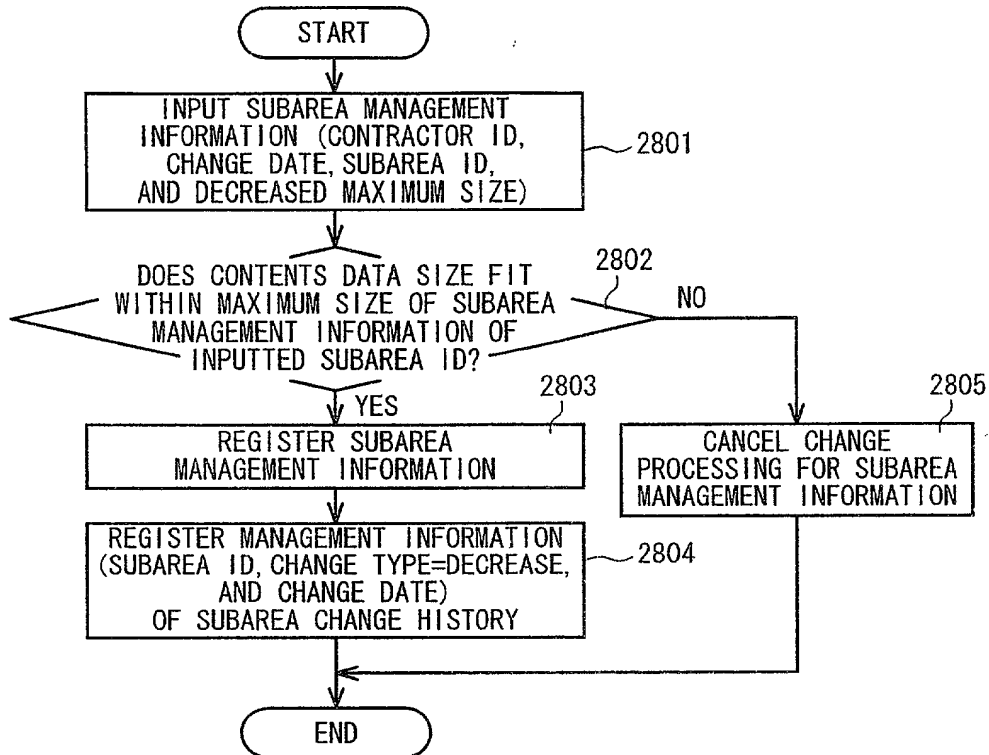 START
INPUT SUBAREA MANAGEMENT
INFORMATION (CONTRACTOR ID,
CHANGE DATE, SUBAREA ID,
AND DECREASED MAXIMUM SIZE)
2801
DOES CONTENTS DATA SIZE FIT
WITHIN MAXIMUM SIZE OF SUBAREA
MANAGEMENT INFORMATION OF
INPUTTED SUBAREA ID?
2802
NO
YES
2803
REGISTER SUBAREA
MANAGEMENT INFORMATION
2805
CANCEL CHANGE
PROCESSING FOR SUBAREA
MANAGEMENT INFORMATION
REGISTER MANAGEMENT INFORMATION
(SUBAREA ID, CHANGE TYPE=DECREASE,
AND CHANGE DATE)
OF SUBAREA CHANGE HISTORY
2804
END